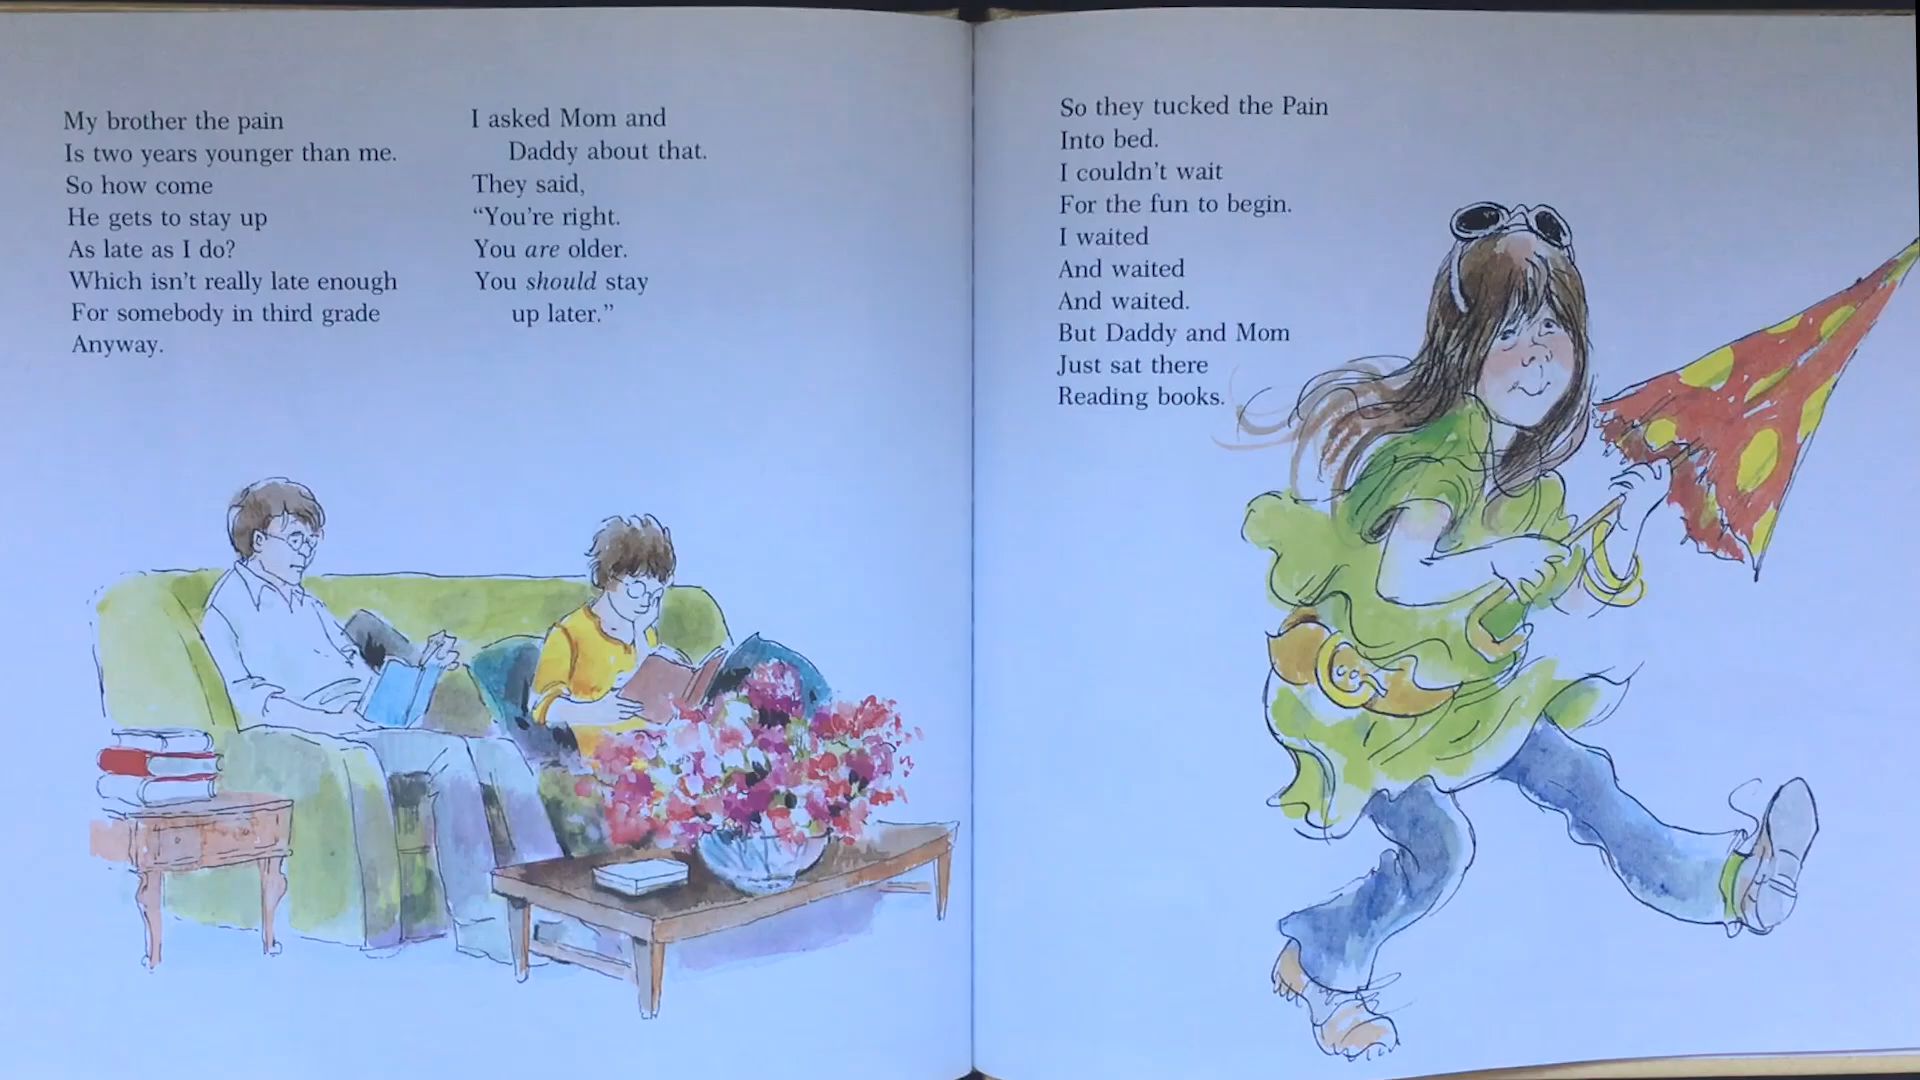 My brother the pain
Is two years younger than me.
So how come
He gets to stay up
As late as I do?
Which isn't really late enough
For somebody in third grade
Anyway.
I asked Mom and
Daddy about that.
They said,
“You're right.
You are older.
You should stay
up later.”
So they tucked the Pain
Into bed.
I couldn't wait
For the fun to begin.
I waited
And waited
And waited.
But Daddy and Mom
Just sat there
Reading books.